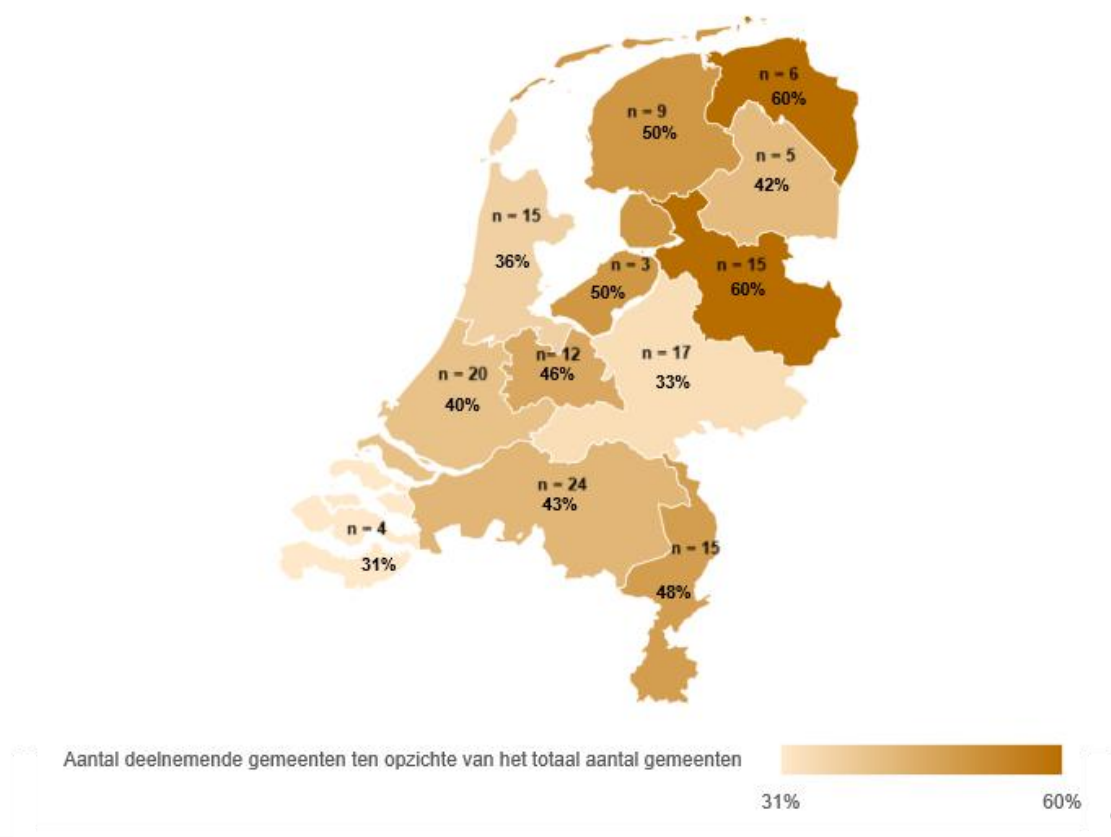 n = 6
60%
n = 9
50%
n = 5
42%
n = 15
36%
n = 3
50%
n = 15
60%
n= 12
46%
n = 17
33%
n = 20
40%
n = 24
43%
n = 4
31%
n = 15
48%
Aantal deelnemende gemeenten ten opzichte van het totaal aantal gemeenten
31% 60%